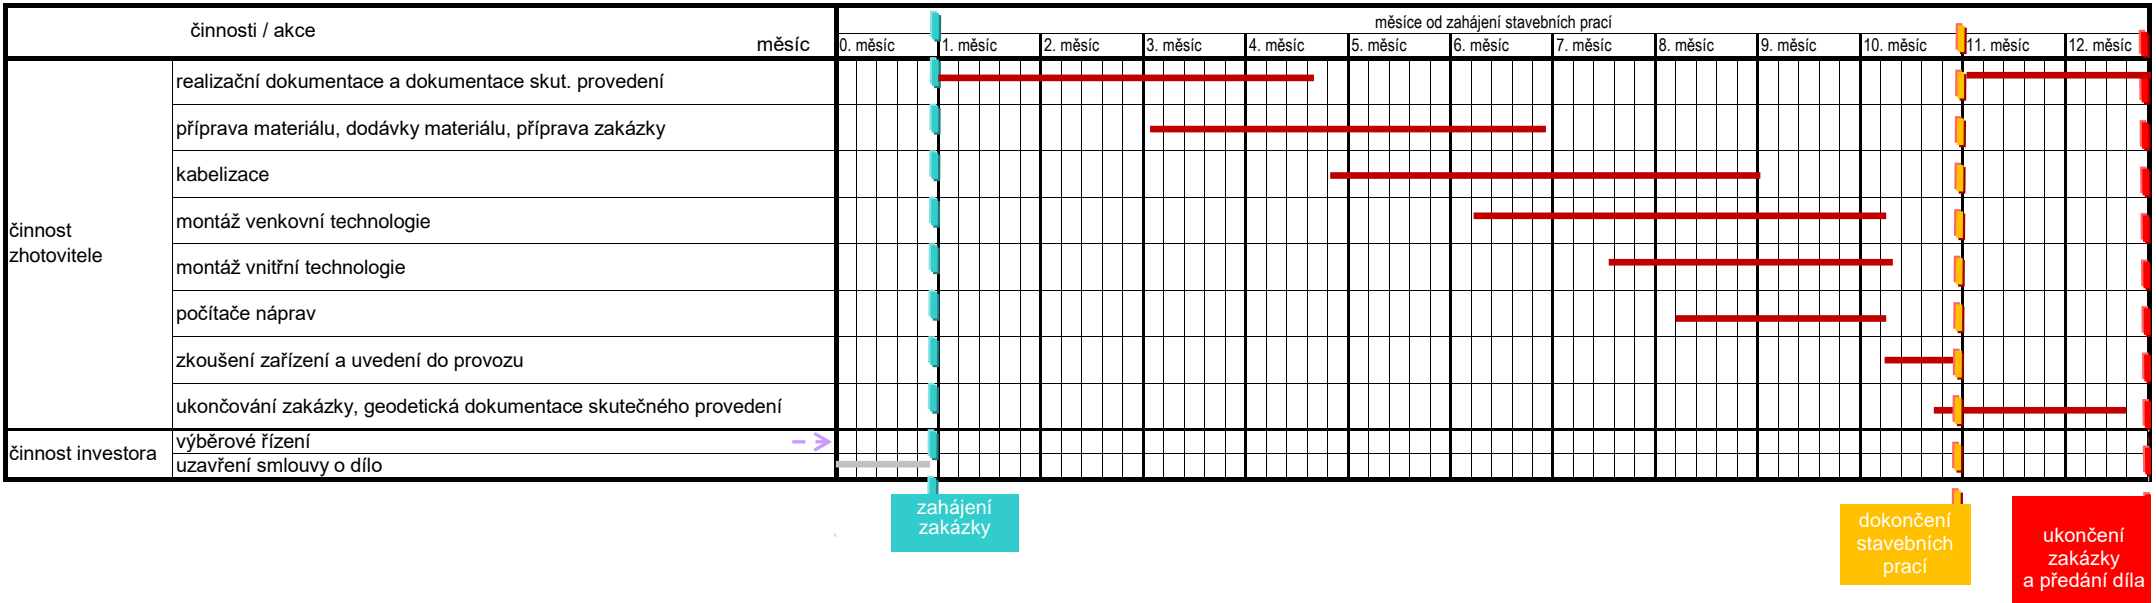 činnosti / akce
měsíce od zahájení stavebních prací
měsíc
0. měsíc 1. měsíc 2. měsíc 3. měsíc 4. měsíc 5. měsíc 6. měsíc 7. měsíc 8. měsíc 9. měsíc 10. měsíc 11. měsíc 12. měsíc
činnost
zhotovitele
realizační dokumentace a dokumentace skut. provedení
příprava materiálu, dodávky materiálu, příprava zakázky
kabelizace
montáž venkovní technologie
montáž vnitřní technologie
počítače náprav
zkoušení zařízení a uvedení do provozu
ukončování zakázky, geodetická dokumentace skutečného provedení
činnost investora
výběrové řízení
uzavření smlouvy o dílo
zahájení
zakázky
dokončení
stavebních
prací
ukončení
zakázky
a předání díla